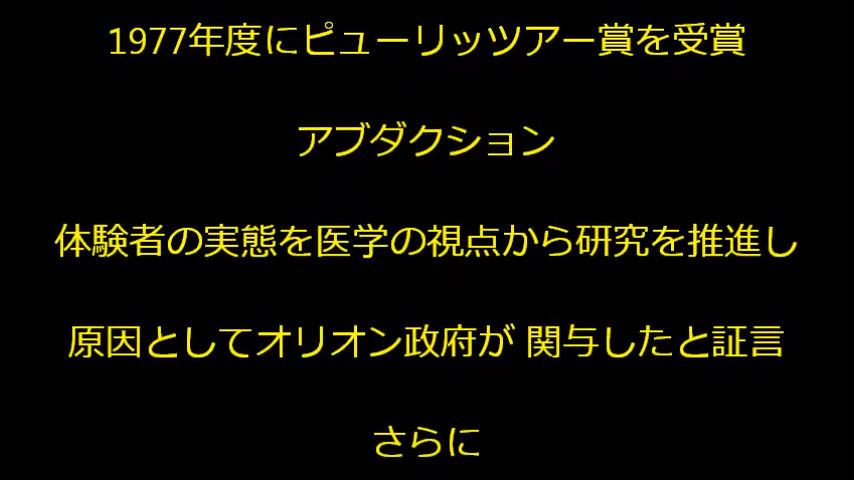 1977年度にピューリッツアー賞を受賞
アブダクション
体験者の実態を医学の視点から研究を推進し
原因としてオリオン政府が 関与したと証言
さらに